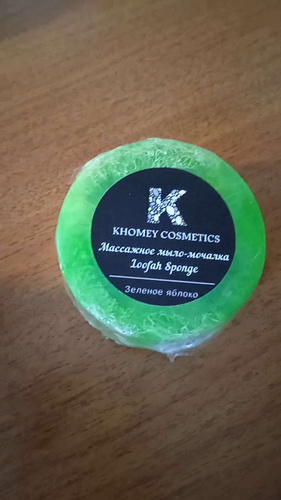 K
KHOMEY COSMETICS
Массажное мыло-мочалка
Loofah Sponge
Зеленое яблоко